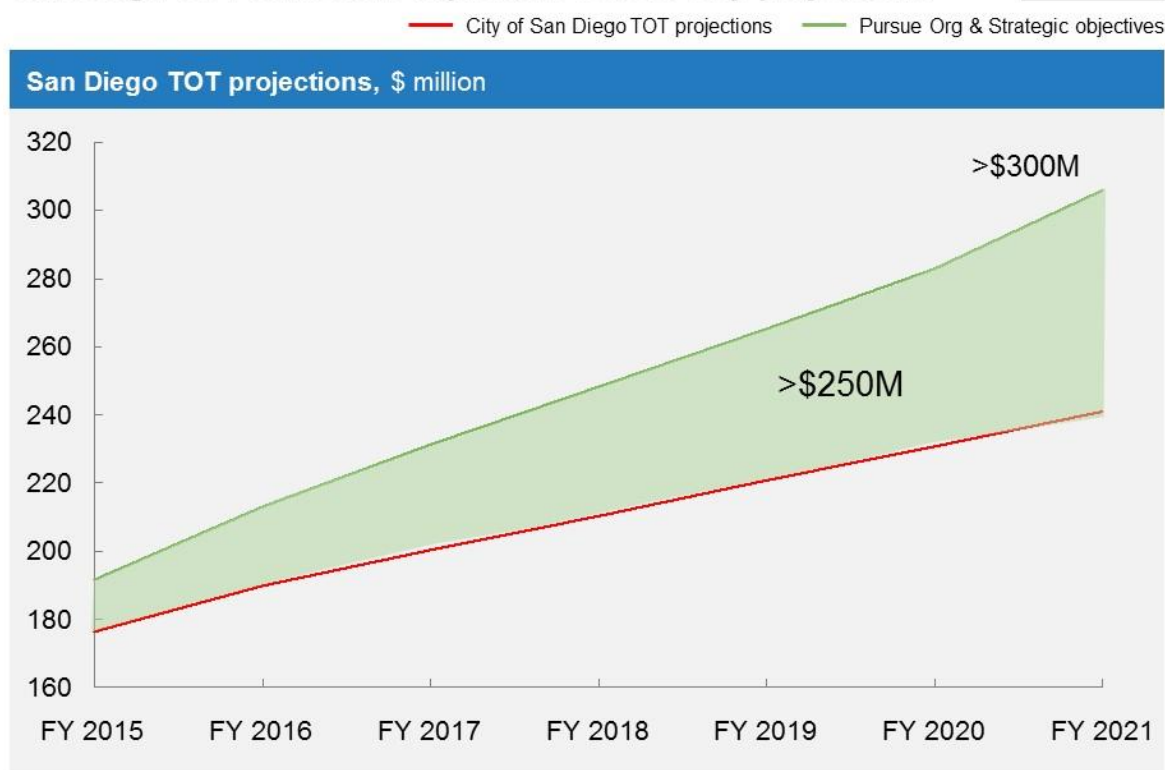 City of San Diego TOT projections
Pursue Org & Strategic objectives
San Diego TOT projections, $ million
320
>$300M
300
280
260
>$250M
240
220
200
180
160
FY 2015 FY 2016 FY 2017 FY 2018 FY 2019 FY 2020 FY 2021